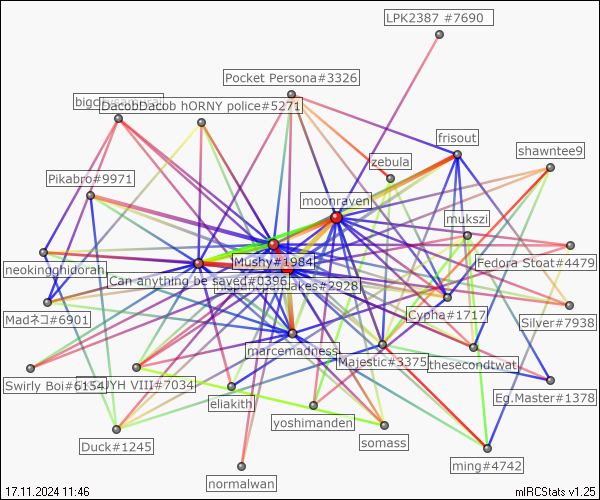 LPK2387 #7690
Pocket Persona#3326
DacobDacob hORNY police#5271
frisout
shawntee9
zebula
Pikabro#9971
moonraven
mukszi
Mushy#1984
Fedora Stoat#4479
neokingghidorah
Can anything be saved#0396
cakes#2928
Madネコ#6901
Cypha#1717
Silver#7938
marcemadness
Majestic#3375
thesecondtwat
Swirly Boi#6154
JYH VIII#7034
eliakith
Eg.Master#1378
yoshimanden
somass
Duck#1245
ming#4742
normalwan
17.11.2024 11:46
mIRCStats v1.25